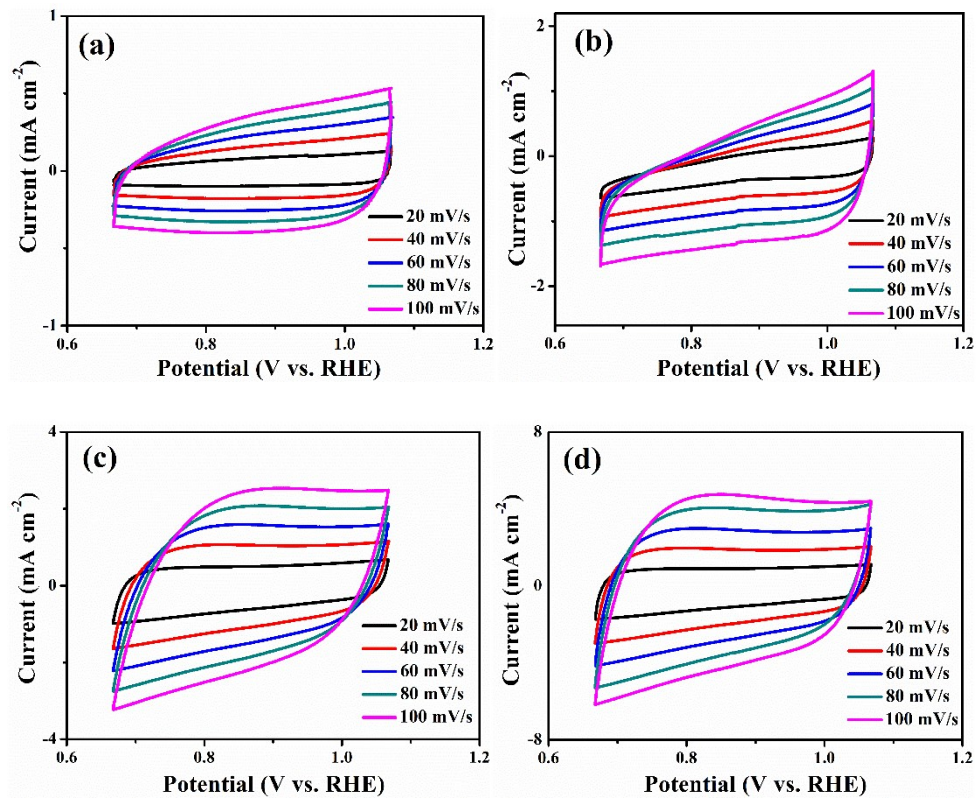 (a)
Current (mA cm⁻²)
1
0
-1
20 mV/s
40 mV/s
60 mV/s
80 mV/s
100 mV/s
0.6 0.8 1.0 1.2
Potential (V vs. RHE)
(b)
Current (mA cm⁻²)
2
0
-2
20 mV/s
40 mV/s
60 mV/s
80 mV/s
100 mV/s
0.6 0.8 1.0 1.2
Potential (V vs. RHE)
(c)
Current (mA cm⁻²)
4
0
-4
20 mV/s
40 mV/s
60 mV/s
80 mV/s
100 mV/s
0.6 0.8 1.0 1.2
Potential (V vs. RHE)
(d)
Current (mA cm⁻²)
8
0
-8
20 mV/s
40 mV/s
60 mV/s
80 mV/s
100 mV/s
0.6 0.8 1.0 1.2
Potential (V vs. RHE)